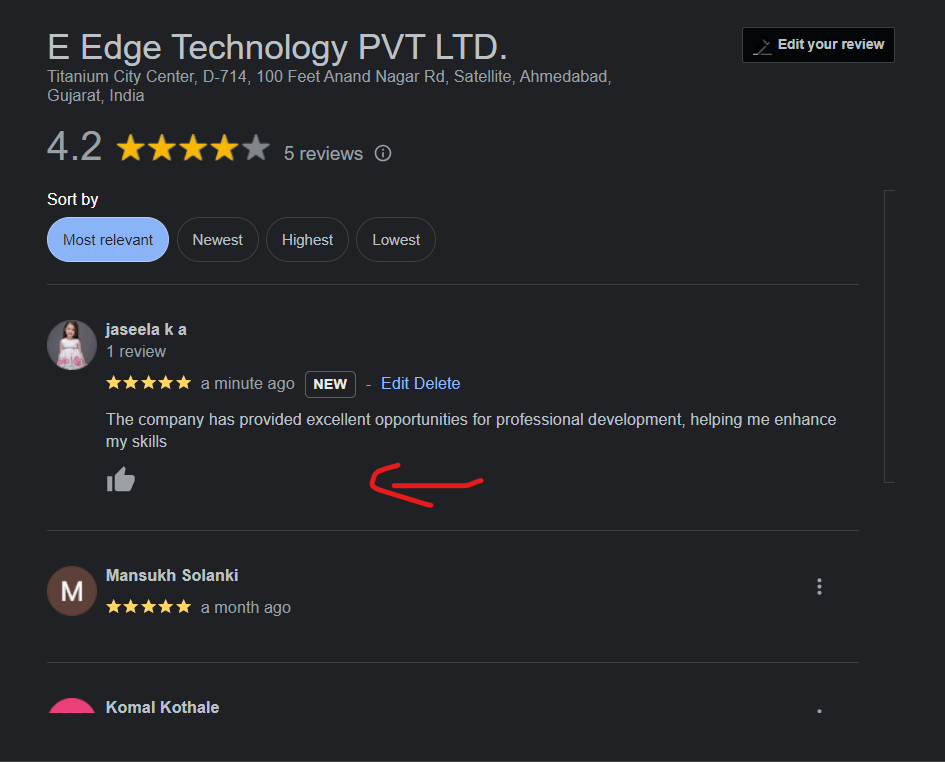 E Edge Technology PVT LTD.
Edit your review
Titanium City Center, D-714, 100 Feet Anand Nagar Rd, Satellite, Ahmedabad,
Gujarat, India
4.2 5 reviews
Sort by
Most relevant Newest Highest Lowest
jaseela k a
1 review
a minute ago NEW - Edit Delete
The company has provided excellent opportunities for professional development, helping me enhance
my skills
M
Mansukh Solanki
a month ago
Komal Kothale